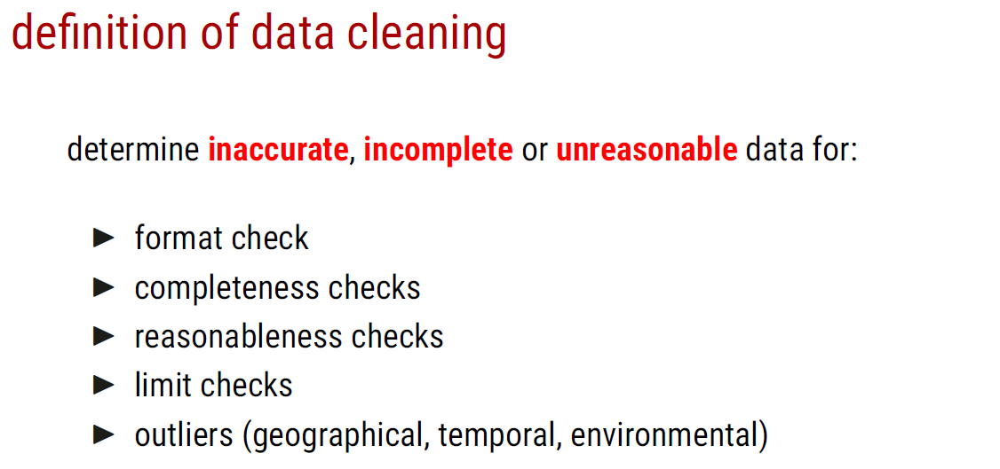 definition of data cleaning
determine inaccurate, incomplete or unreasonable data for:
► format check
► completeness checks
► reasonableness checks
► limit checks
► outliers (geographical, temporal, environmental)